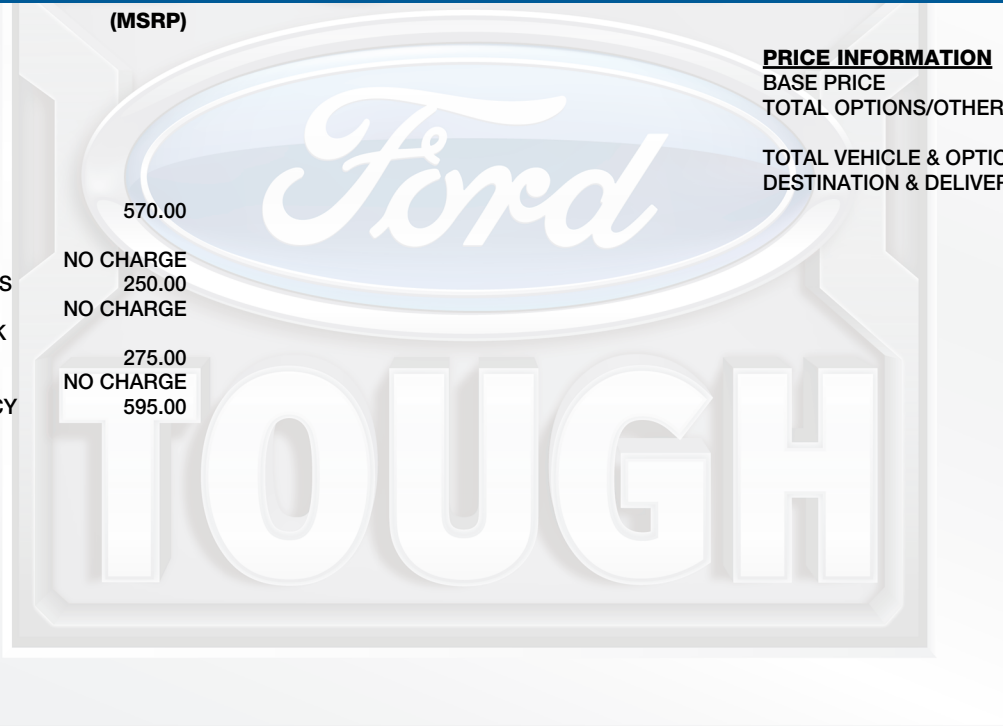 (MSRP)
570.00
NO CHARGE
S 250.00
NO CHARGE
K
275.00
NO CHARGE
CY 595.00
PRICE INFORMATION
BASE PRICE
TOTAL OPTIONS/OTHER
TOTAL VEHICLE & OPTIO
DESTINATION & DELIVER
Ford
TOUGH